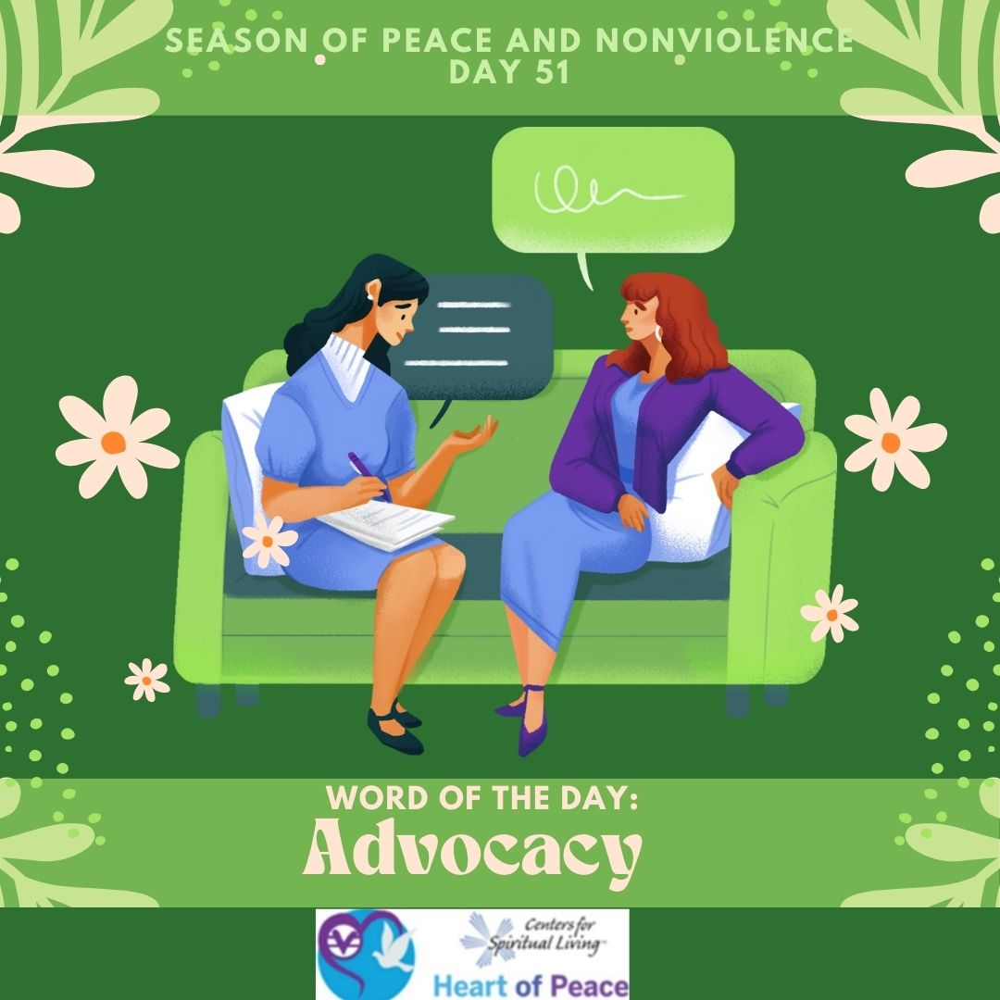 SEASON OF PEACE AND NONVIOLENCE
DAY 51
WORD OF THE DAY:
Advocacy
Centers for
Spiritual Living
Heart of Peace